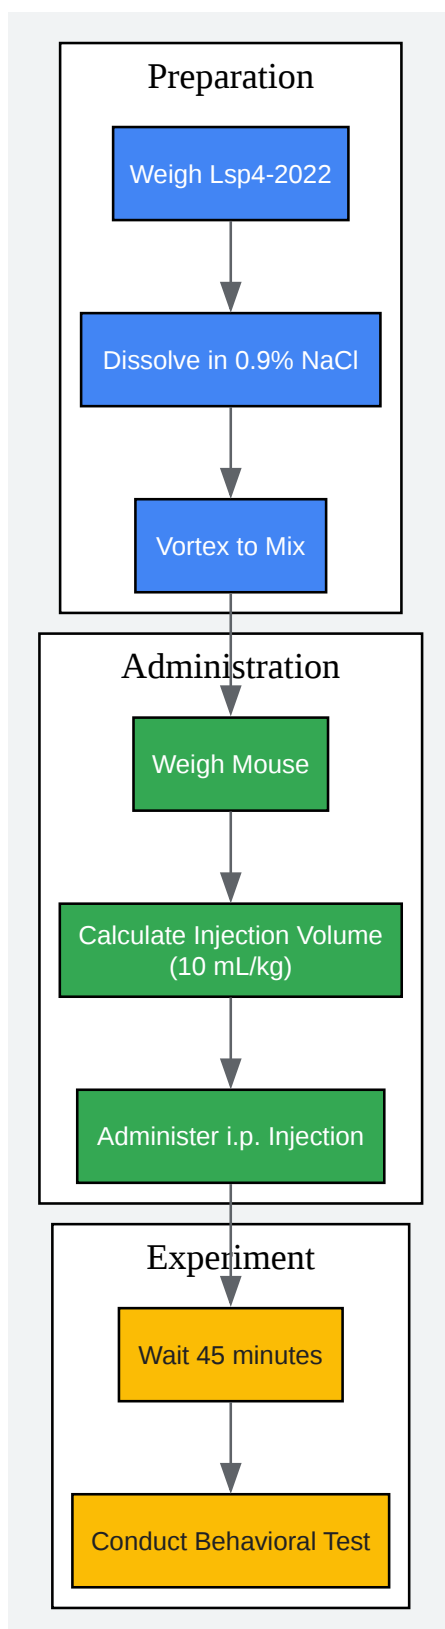 Preparation
Weigh Lsp4-2022
Dissolve in 0.9% NaCl
Vortex to Mix
Administration
Weigh Mouse
Calculate Injection Volume
(10 mL/kg)
Administer i.p. Injection
Experiment
Wait 45 minutes
Conduct Behavioral Test